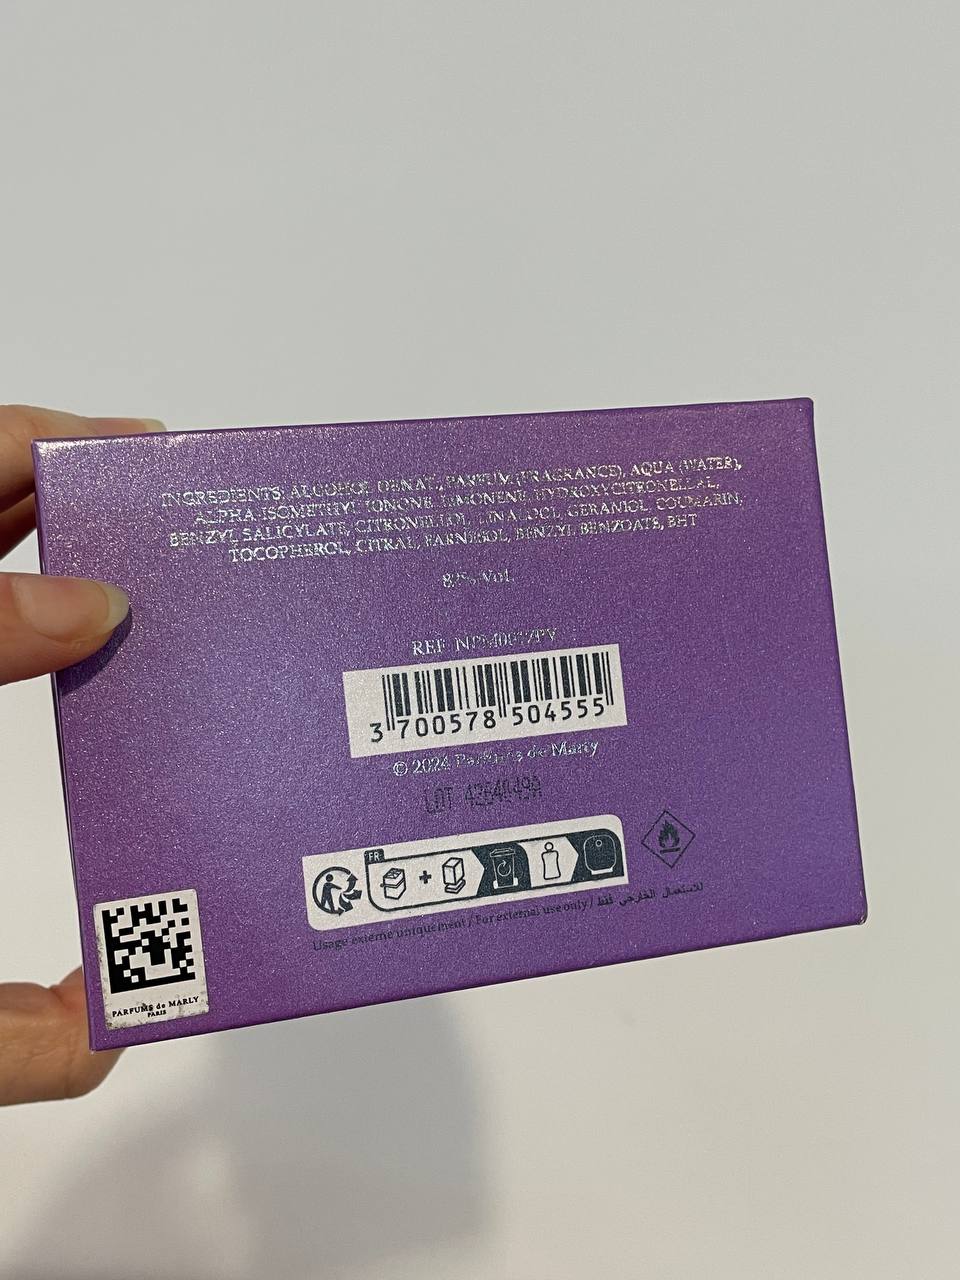 INGREDIENTS: ALCOHOL DENAT., PARFUM (FRAGRANCE), AQUA (WATER),
ALPHA-ISOMETHYL IONONE, LIMONENE, HYDROXYCITRONELLAL,
BENZYL SALICYLATE, CITRONELLOL, LINALOOL, GERANIOL, COUMARIN,
TOCOPHEROL, CITRAL, FARNESOL, BENZYL BENZOATE, BHT
Vol.
REF
3 700578 504555
© 2024 Parfums de Marly
LOT
FR
Usage externe uniquement / For external use only / للاستعمال الخارجي فقط
PARFUMS de MARLY
PARIS